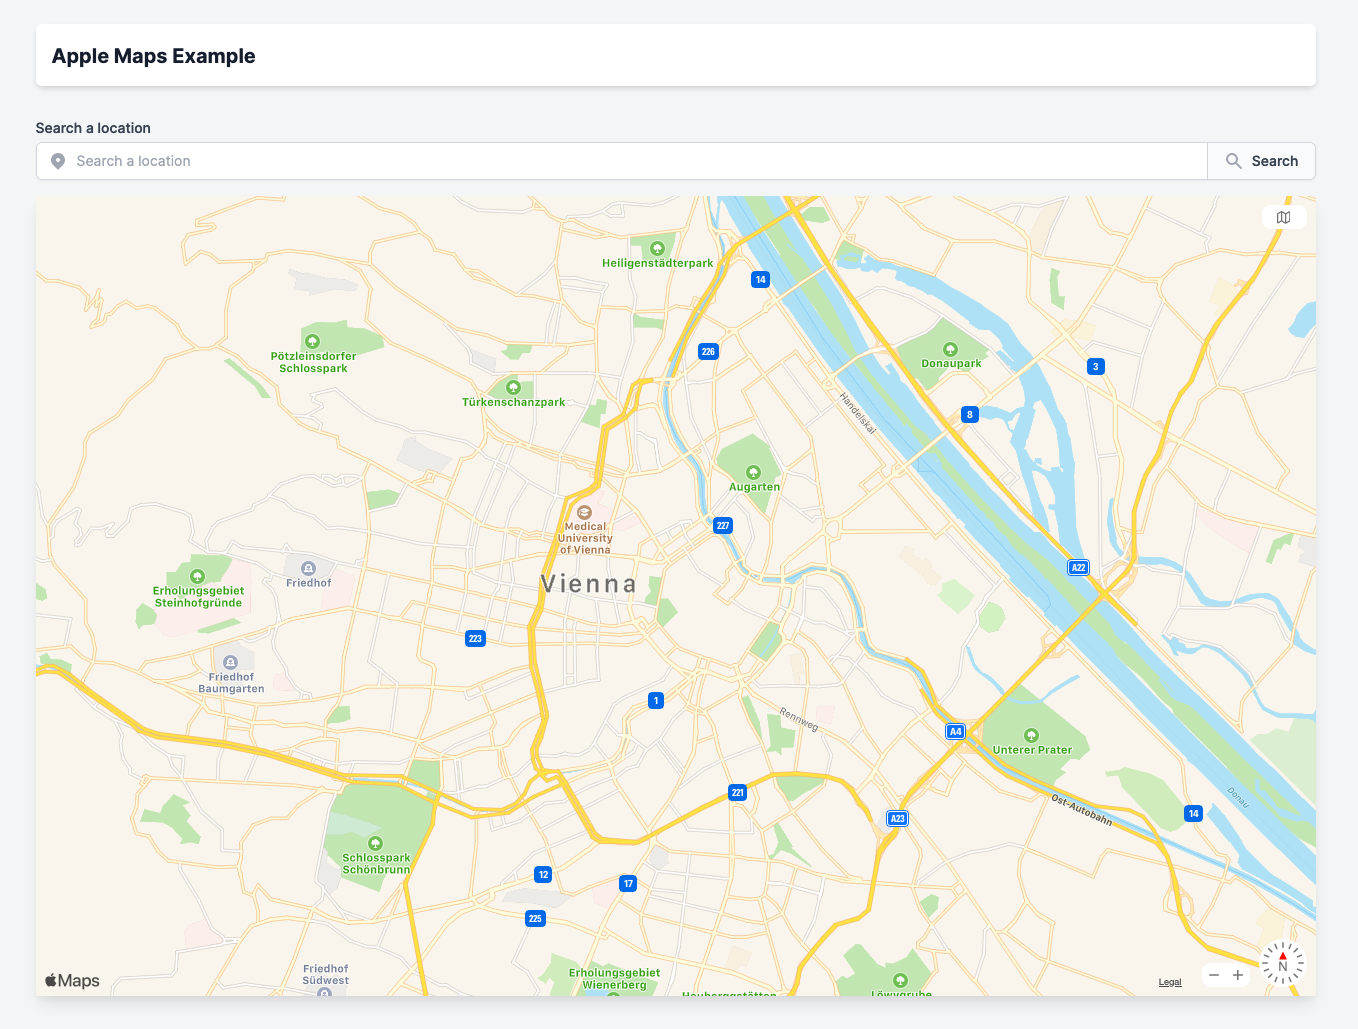 Apple Maps Example
Search a location
Search a location
Search
Heiligenstädterpark
14
226
Pötzleinsdorfer
Schlosspark
Donaupark
3
Türkenschanzpark
Handelskai
8
Augarten
Medical
University
of Vienna
227
Vienna
A22
Friedhof
Erholungsgebiet
Steinhofgründe
223
Friedhof
Baumgarten
1
Rennweg
A4
Unterer Prater
221
Ost-Autobahn
Donau
14
A23
Schlosspark
Schönbrunn
12
17
225
Friedhof
Südwest
Erholungsgebiet
Wienerberg
Heuberggstätten
Löwygrube
Maps
Legal
N